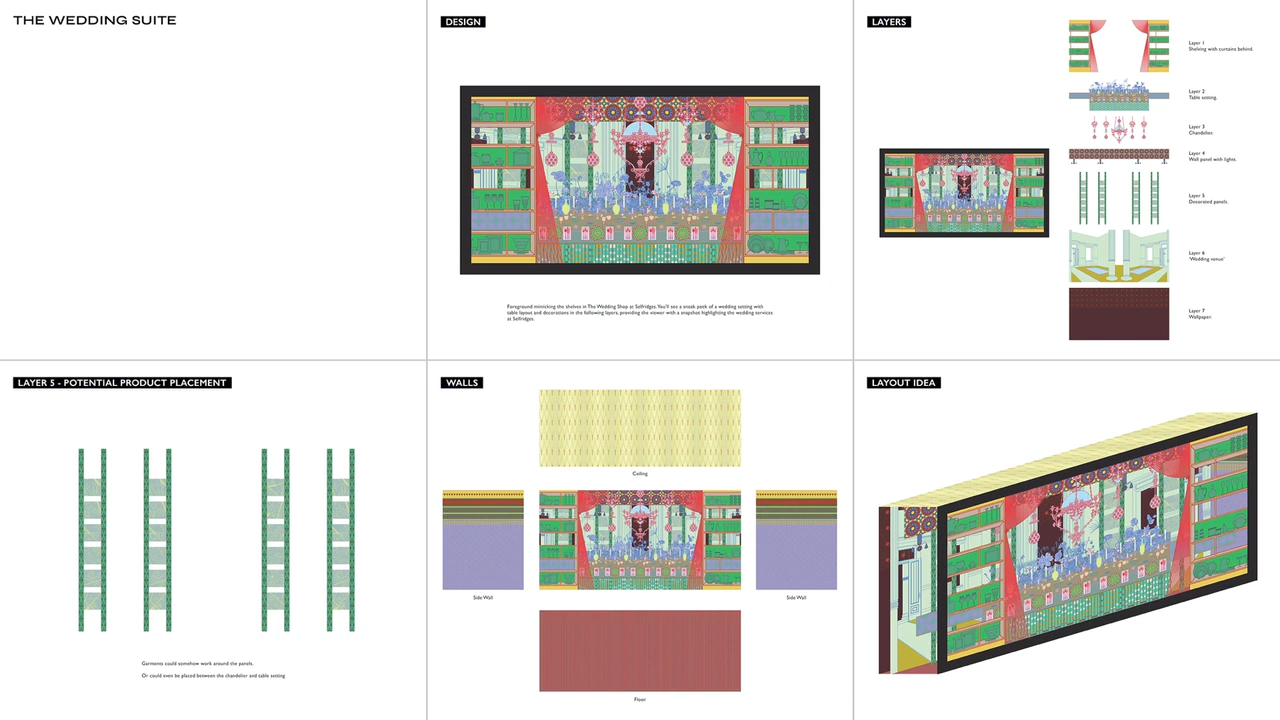 THE WEDDING SUITE
DESIGN
Foreground mimicking the shelves in The Wedding Shop at Selfridges. You'll see a sneak peek of a wedding setting with
table layout and decorations in the following layers, providing the viewer with a snapshot highlighting the wedding services
at Selfridges.
LAYERS
Layer 1
Shelving with curtains behind.
Layer 2
Table setting.
Layer 3
Chandelier.
Layer 4
Wall panel with lights.
Layer 5
Decorated panels.
Layer 6
'Wedding venue'
Layer 7
Wallpaper.
LAYER 5 - POTENTIAL PRODUCT PLACEMENT
Garments could somehow work around the panels.
Or could even be placed between the chandelier and table setting
WALLS
Ceiling
Side Wall
Side Wall
Floor
LAYOUT IDEA